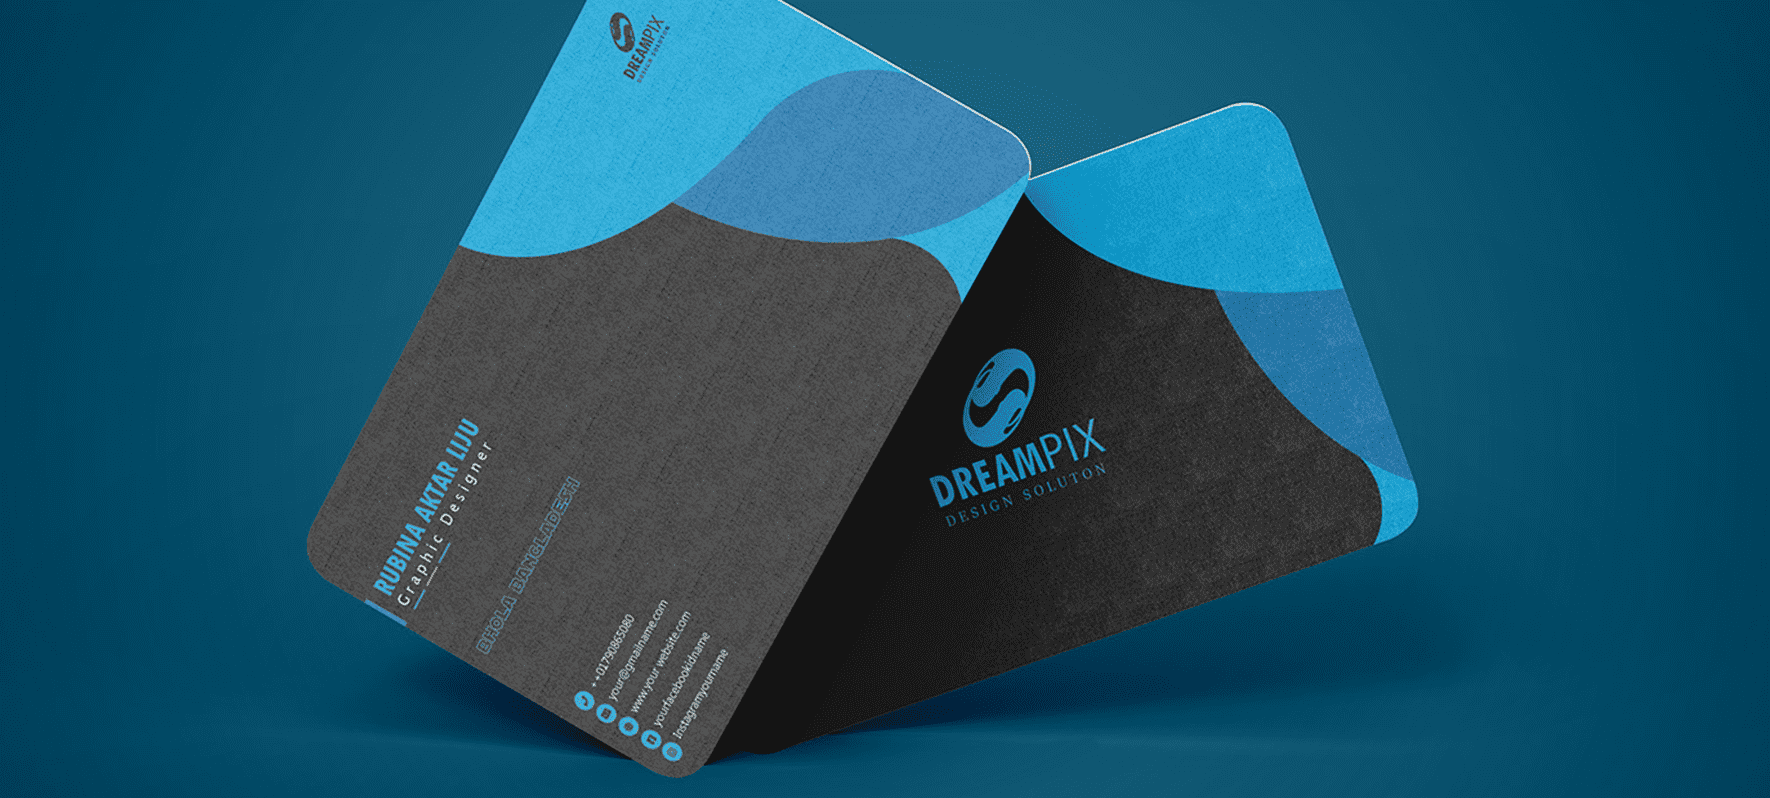 DREAMPIX
DESIGN SOLUTON
RUBINA AKTAR LIJU
Graphic Designer
BHOLA BANGLADESH
++01790865080
your@gmailname.com
www.your website.com
yourfacebookidname
Instagramyourname
DREAMPIX
DESIGN SOLUTON